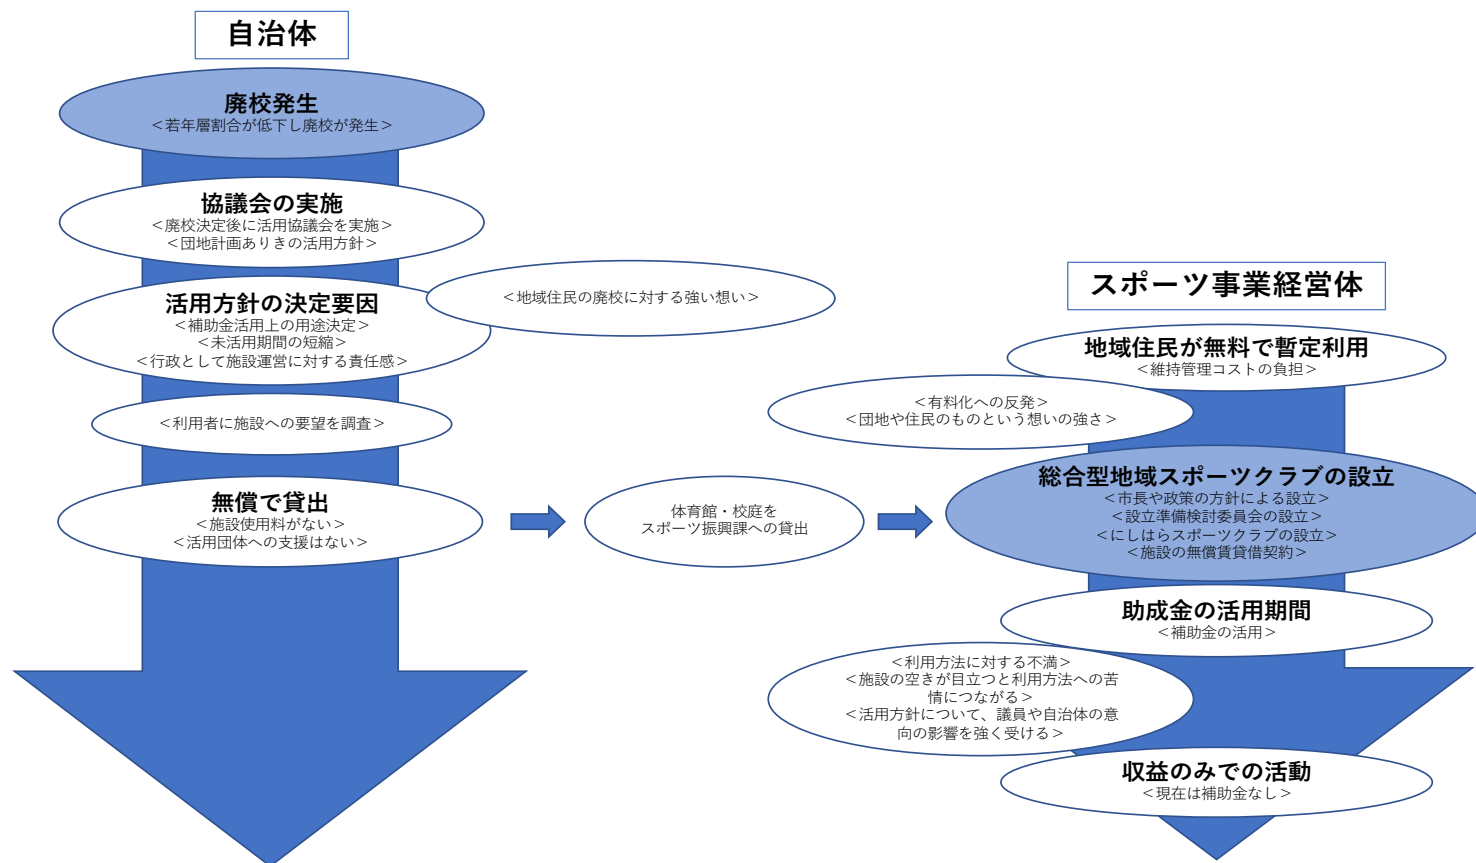 自治体
廃校発生
＜若年層割合が低下し廃校が発生＞
協議会の実施
＜廃校決定後に活用協議会を実施＞
＜団地計画ありきの活用方針＞
活用方針の決定要因
＜補助金活用上の用途決定＞
＜未活用期間の短縮＞
＜行政として施設運営に対する責任感＞
＜地域住民の廃校に対する強い想い＞
＜利用者に施設への要望を調査＞
無償で貸出
＜施設使用料がない＞
＜活用団体への支援はない＞
体育館・校庭を
スポーツ振興課への貸出
スポーツ事業経営体
地域住民が無料で暫定利用
＜維持管理コストの負担＞
＜有料化への反発＞
＜団地や住民のものという想いの強さ＞
総合型地域スポーツクラブの設立
＜市長や政策の方針による設立＞
＜設立準備検討委員会の設立＞
＜にしはらスポーツクラブの設立＞
＜施設の無償賃貸借契約＞
助成金の活用期間
＜補助金の活用＞
＜利用方法に対する不満＞
＜施設の空きが目立つと利用方法への苦
情につながる＞
＜活用方針について、議員や自治体の意
向の影響を強く受ける＞
収益のみでの活動
＜現在は補助金なし＞